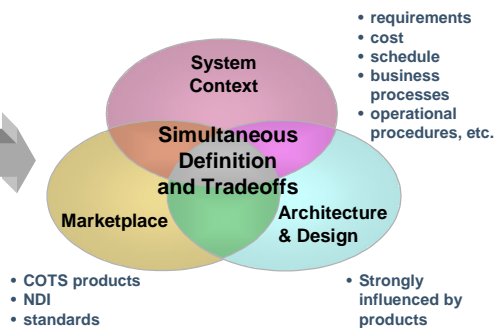 • requirements
• cost
• schedule
• business
processes
• operational
procedures, etc.
System
Context
Simultaneous
Definition
and Tradeoffs
Marketplace
Architecture
& Design
• COTS products
• NDI
• standards
• Strongly
influenced by
products